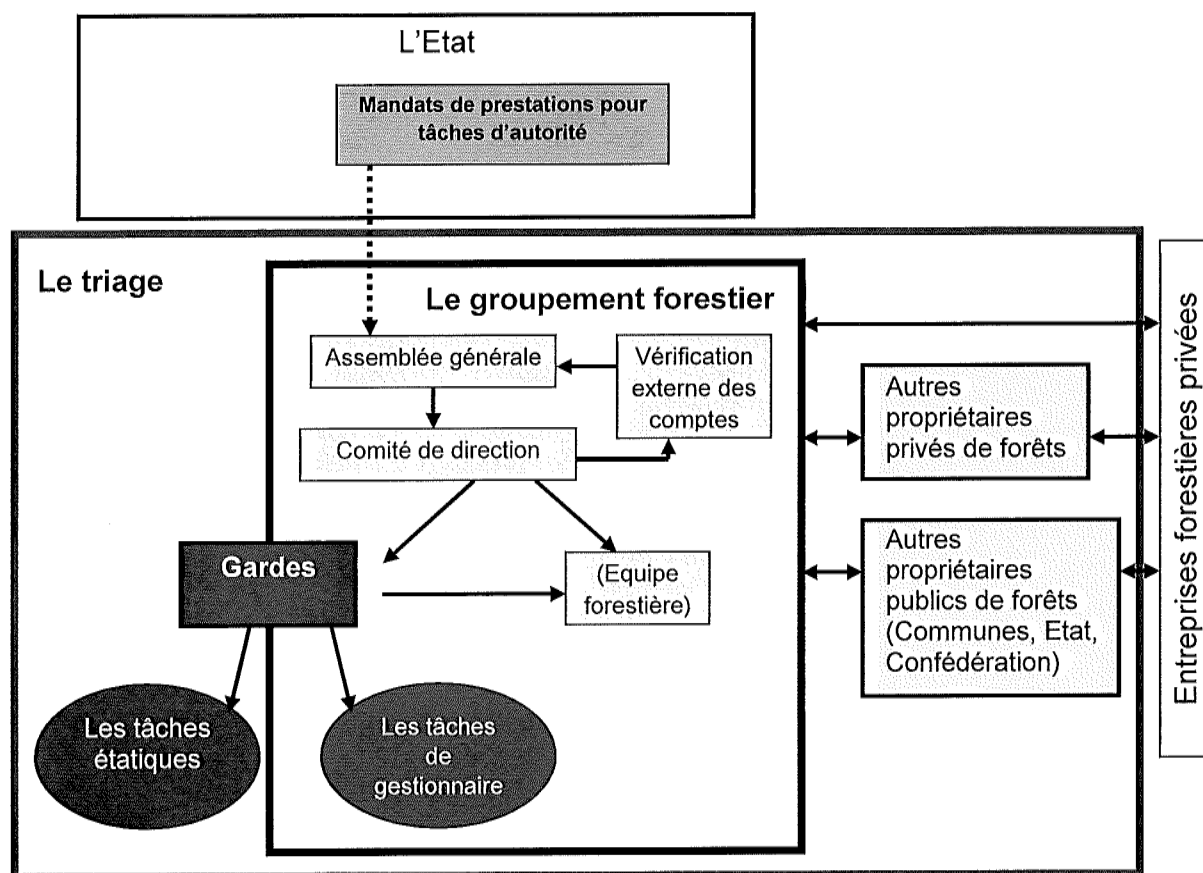 L'Etat
Mandats de prestations pour
tâches d'autorité
Le triage
Le groupement forestier
Assemblée générale
Vérification
externe des
comptes
Comité de direction
Gardes
(Equipe
forestière)
Les tâches
étatiques
Les tâches
de
gestionnaire
Autres
propriétaires
privés de forêts
Autres
propriétaires
publics de forêts
(Communes, Etat,
Confédération)
Entreprises forestières privées